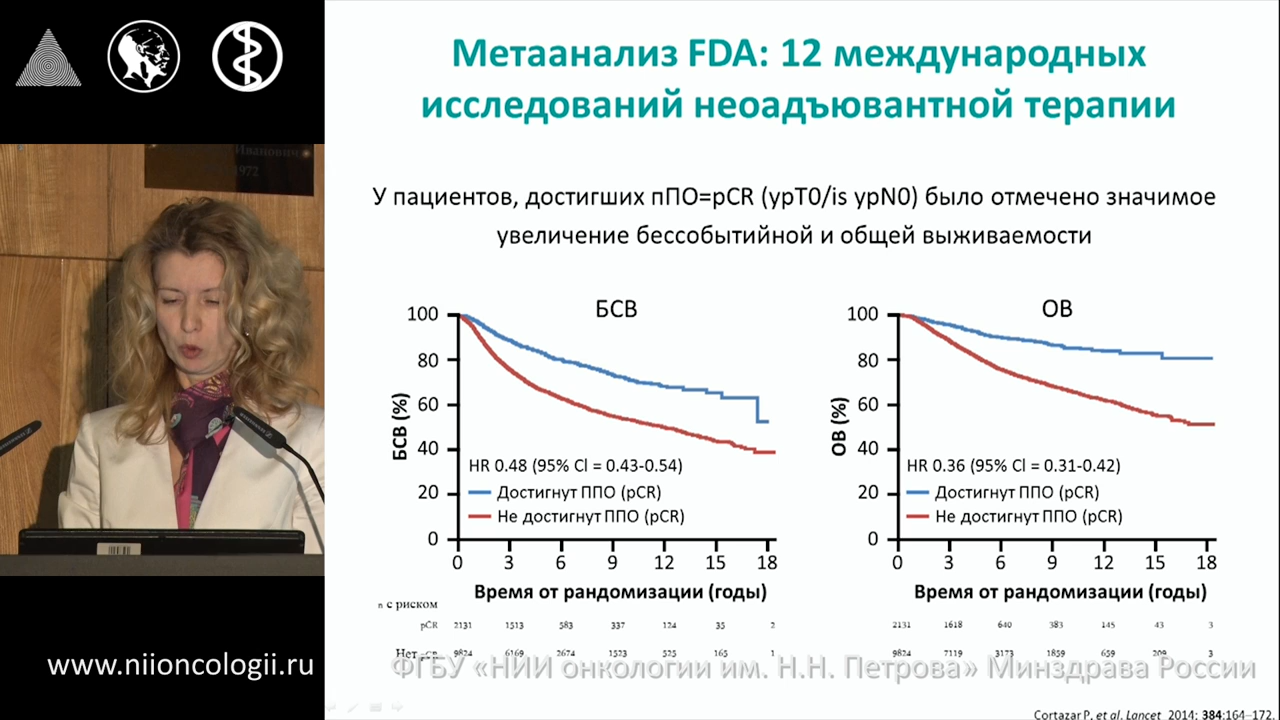 Метаанализ FDA: 12 международных
исследований неоадъювантной терапии
Ивановича
1972
У пациентов, достигших пПО=pCR (ypT0/is ypN0) было отмечено значимое
увеличение бессобытийной и общей выживаемости
БСВ
100
80
60
40
20
0
БСВ (%)
HR 0.48 (95% Cl = 0.43-0.54)
Достигнут ППО (pCR)
Не достигнут ППО (pCR)
0 3 6 9 12 15 18
Время от рандомизации (годы)
n с риском
pCR 2131 1513 583 337 124 35 2
Нет pCR 9824 6169 2674 1523 525 165 1
ОВ
100
80
60
40
20
0
ОВ (%)
HR 0.36 (95% Cl = 0.31-0.42)
Достигнут ППО (pCR)
Не достигнут ППО (pCR)
0 3 6 9 12 15 18
Время от рандомизации (годы)
2131 1618 640 383 145 43 3
9824 7119 3173 1859 659 209 3
www.niioncologii.ru
ФГБУ «НИИ онкологии им. Н.Н. Петрова» Минздрава России
Cortazar P, et al. Lancet 2014; 384:164–172.